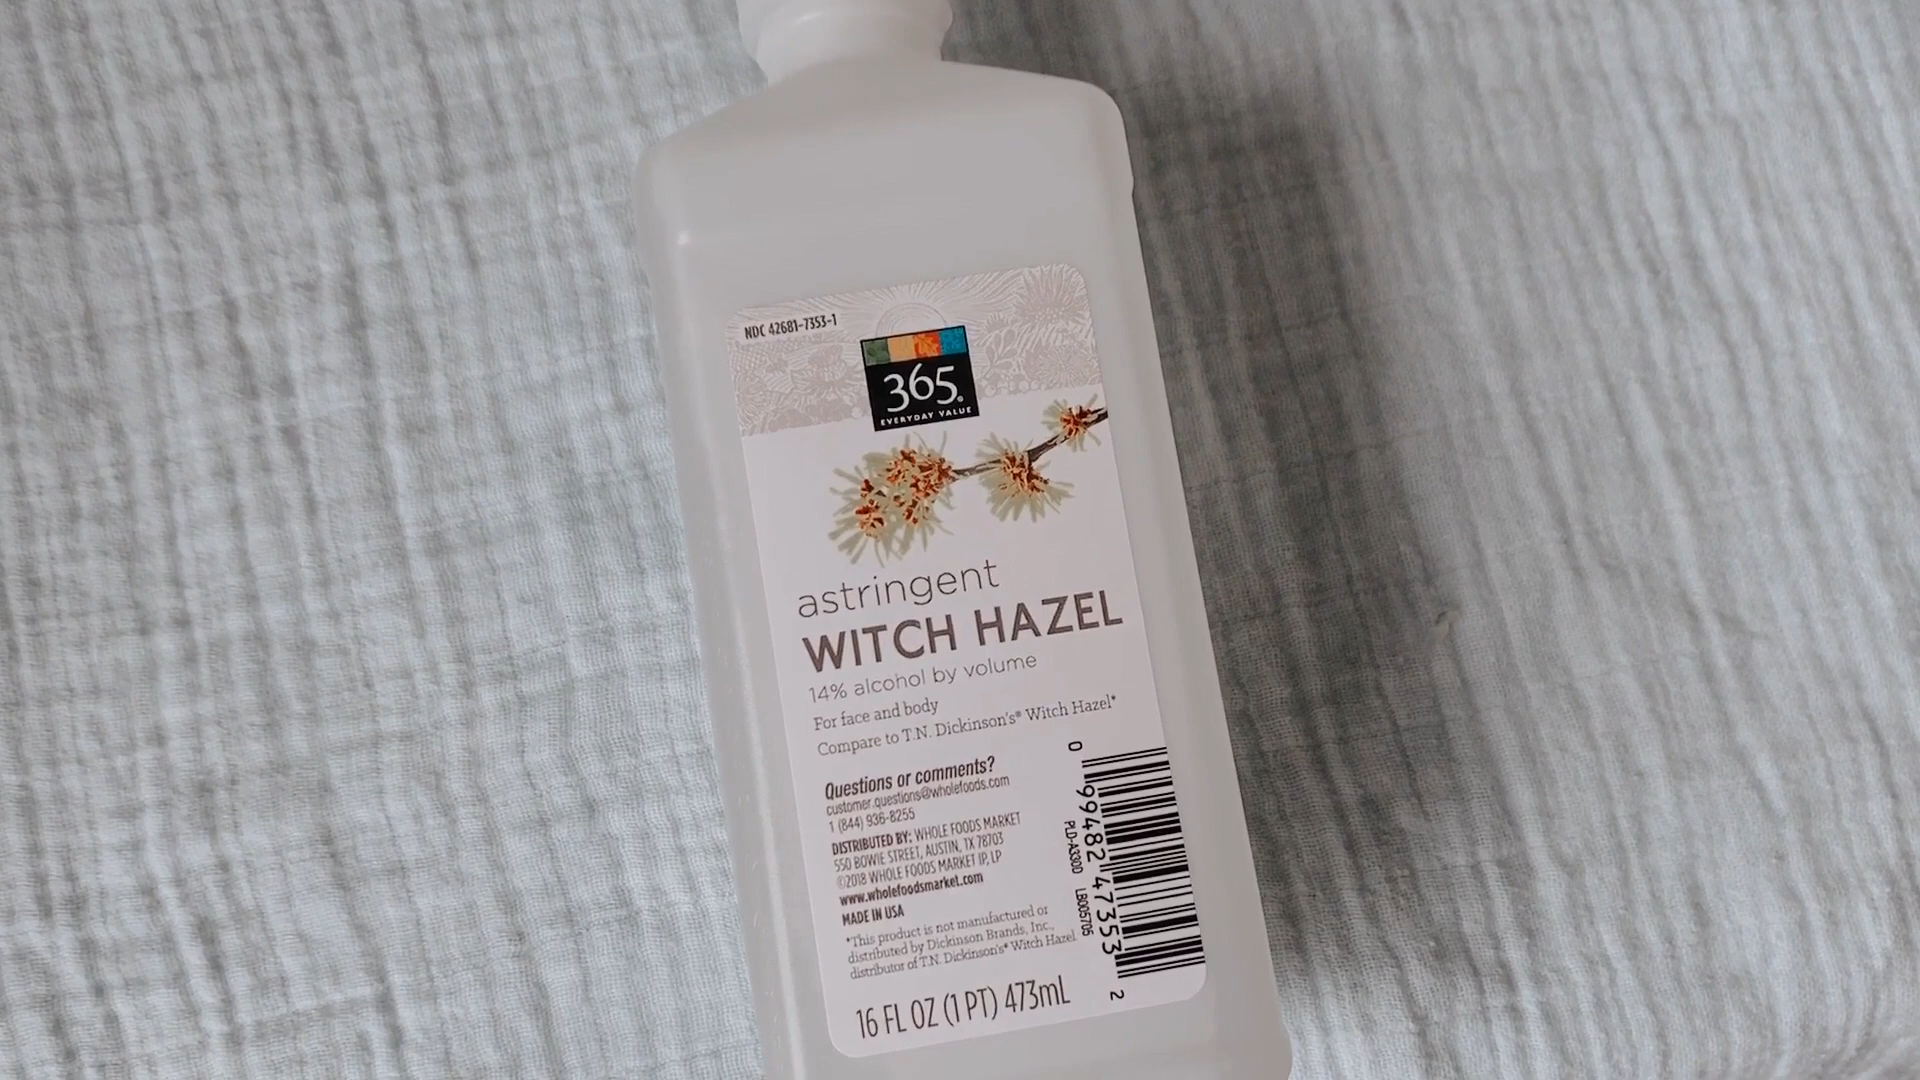 NDC 42681-7353-1
365®
EVERYDAY VALUE
astringent
WITCH HAZEL
14% alcohol by volume
For face and body
Compare to T.N. Dickinson's® Witch Hazel*
Questions or comments?
customer.questions@wholefoods.com
1 (844) 936-8255
DISTRIBUTED BY: WHOLE FOODS MARKET
550 BOWIE STREET, AUSTIN, TX 78703
©2018 WHOLE FOODS MARKET IP, LP
www.wholefoodsmarket.com
MADE IN USA
*This product is not manufactured or
distributed by Dickinson Brands, Inc.,
distributor of T.N. Dickinson's® Witch Hazel.
16 FL OZ (1 PT) 473mL
0 99482 47353 2
PLD-A3300 LB005705